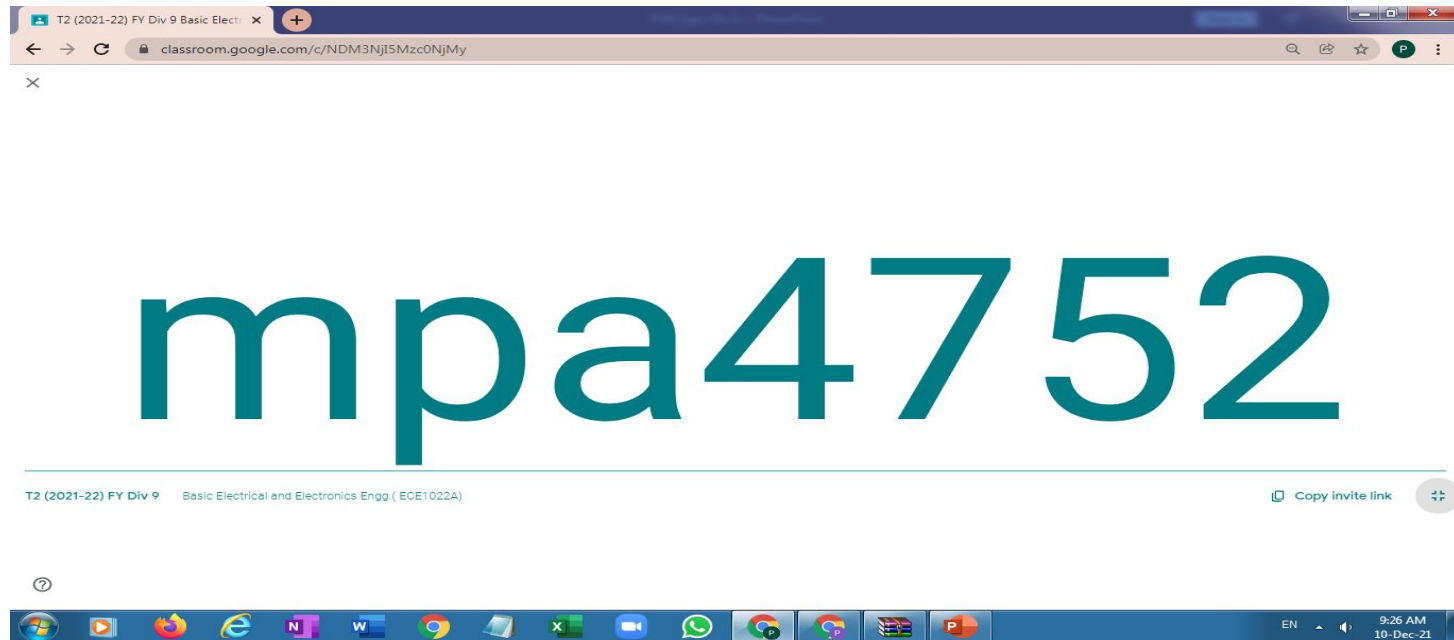 T2 (2021-22) FY Div 9 Basic Elect
classroom.google.com/c/NDM3NjI5Mzc0NjMy
P
mpa4752
T2 (2021-22) FY Div 9 Basic Electrical and Electronics Engg.( ECE1022A)
Copy invite link
EN
9:26 AM
10-Dec-21